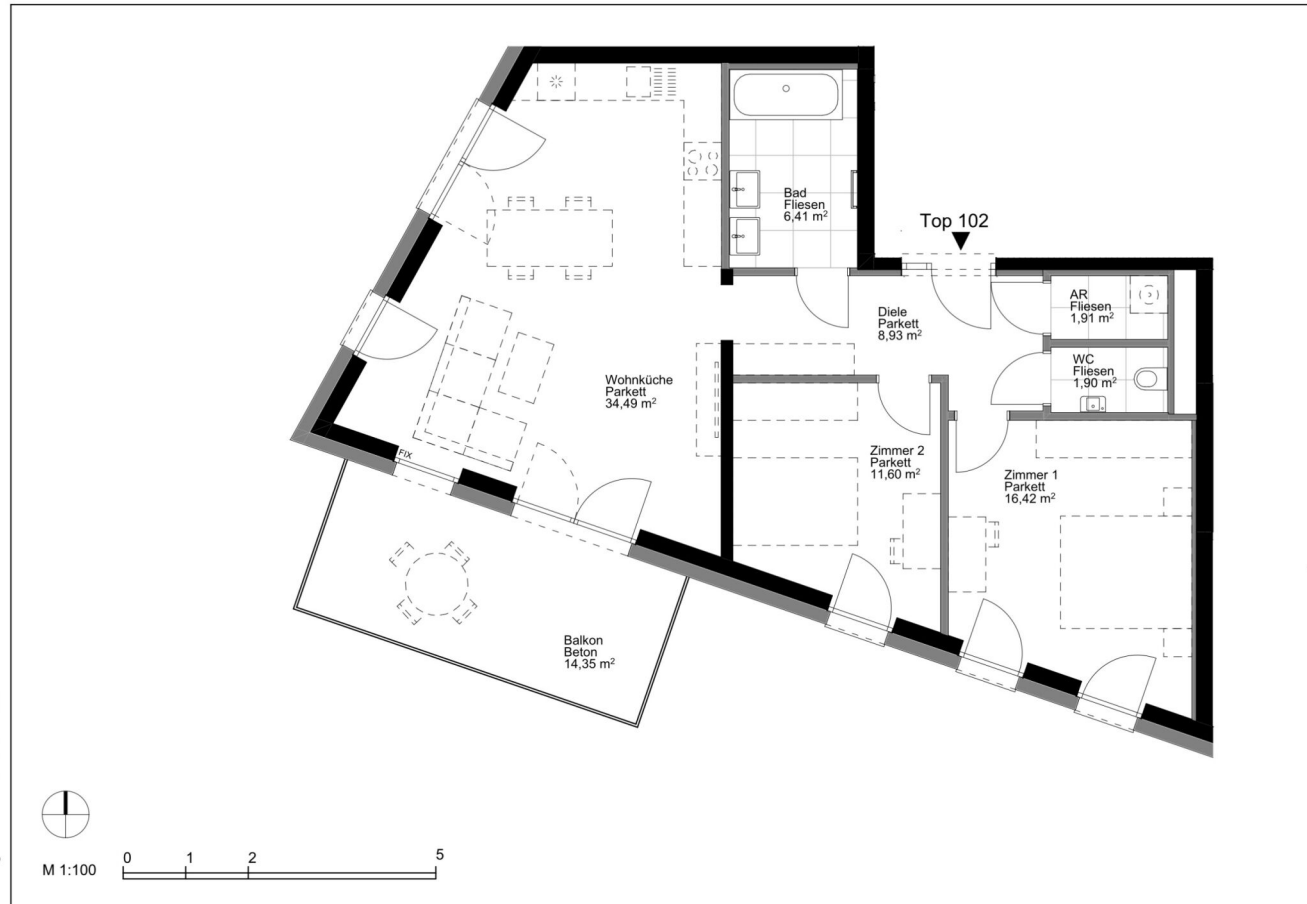 Bad
Fliesen
6,41 m²
Top 102
Diele
Parkett
8,93 m²
AR
Fliesen
1,91 m²
WC
Fliesen
1,90 m²
Wohnküche
Parkett
34,49 m²
Zimmer 2
Parkett
11,60 m²
Zimmer 1
Parkett
16,42 m²
FIX
Balkon
Beton
14,35 m²
M 1:100
0 1 2 5